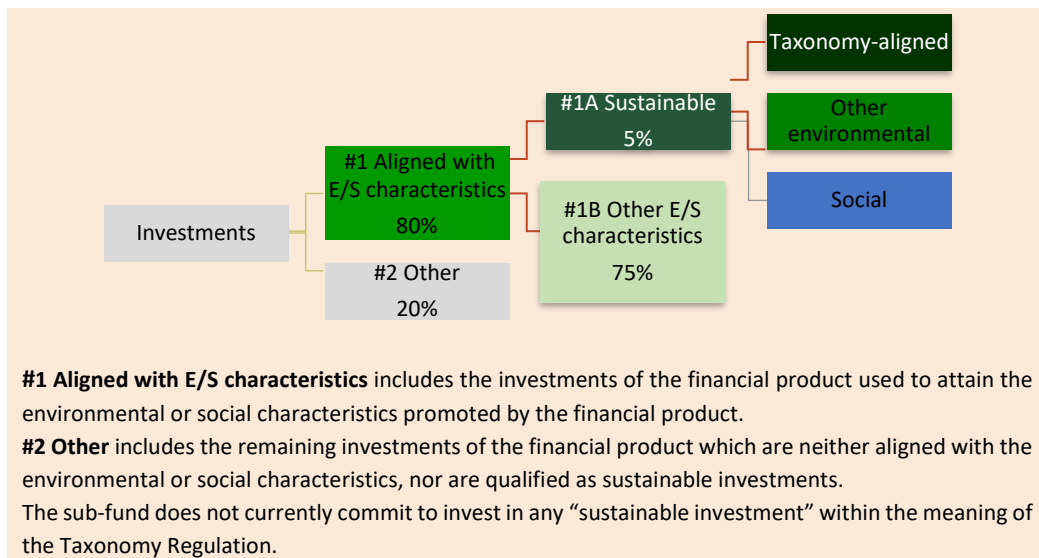 Taxonomy-aligned
#1A Sustainable
5%
Other
environmental
#1 Aligned with
E/S characteristics
80%
#1B Other E/S
characteristics
75%
Social
Investments
#2 Other
20%
#1 Aligned with E/S characteristics includes the investments of the financial product used to attain the
environmental or social characteristics promoted by the financial product.
#2 Other includes the remaining investments of the financial product which are neither aligned with the
environmental or social characteristics, nor are qualified as sustainable investments.
The sub-fund does not currently commit to invest in any “sustainable investment” within the meaning of
the Taxonomy Regulation.